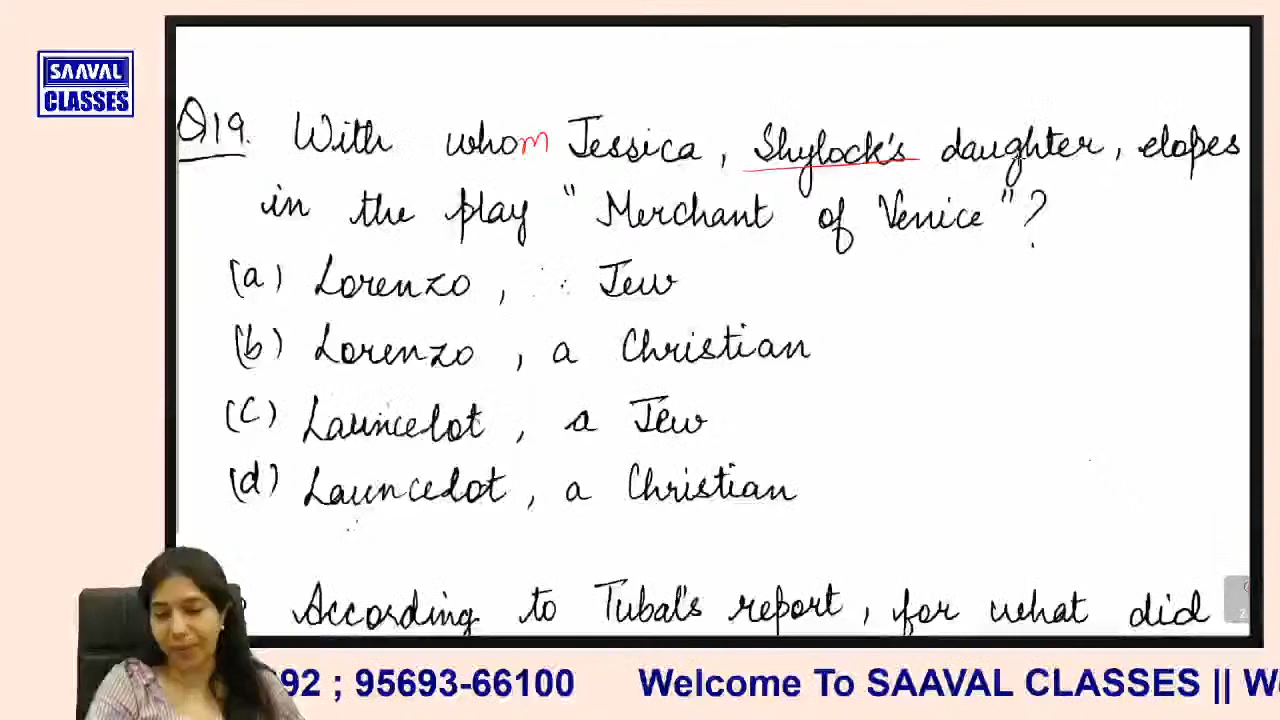 SAAVAL
CLASSES
Q19. With whom Jessica, Shylock's daughter, elopes
in the play "Merchant of Venice"?
(a) Lorenzo, Jew
(b) Lorenzo, a Christian
(c) Launcelot, a Jew
(d) Launcelot, a Christian
According to Tubal's report, for what did
92 ; 95693-66100 Welcome To SAAVAL CLASSES ||